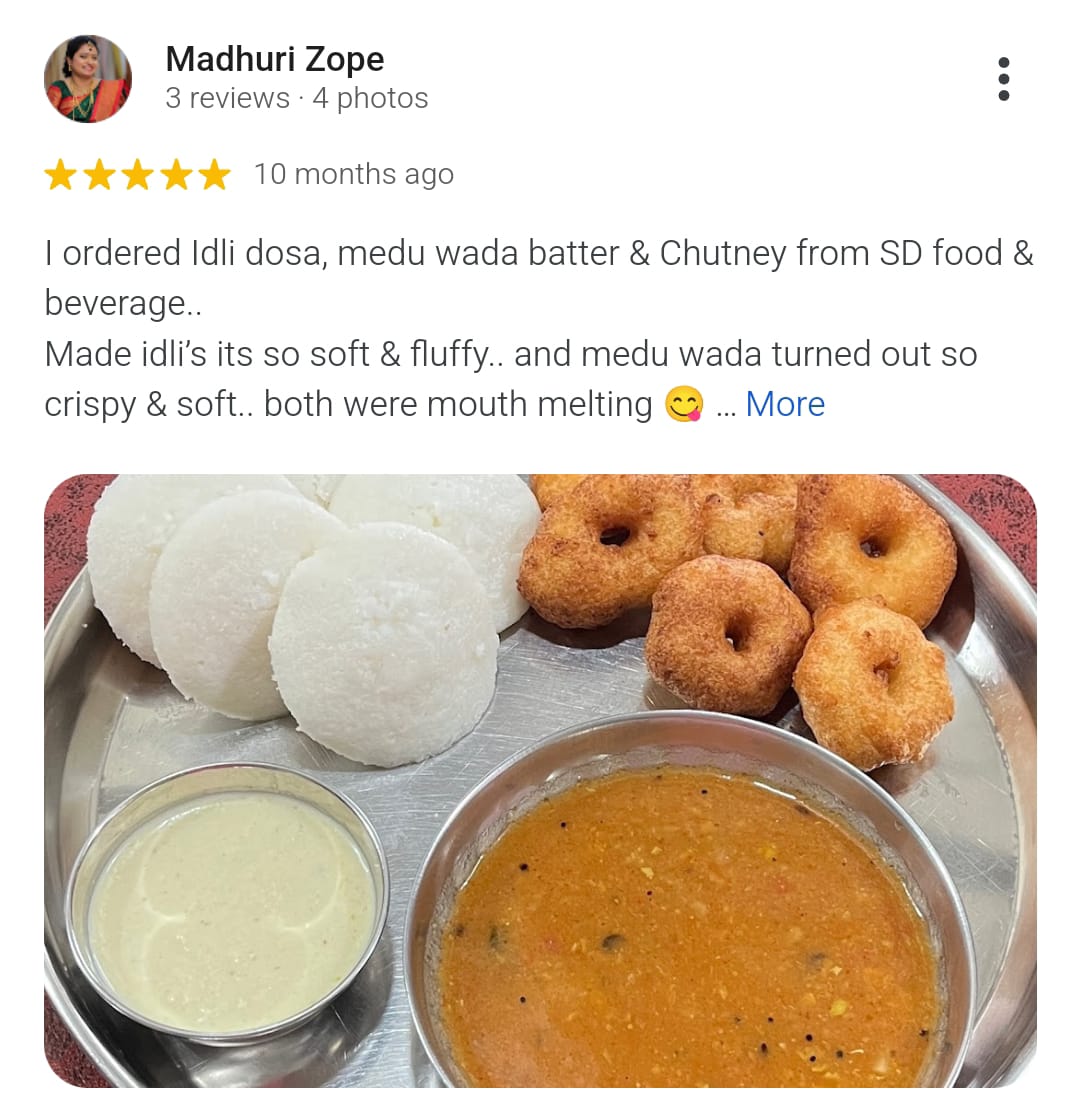 Madhuri Zope
3 reviews · 4 photos
10 months ago
I ordered Idli dosa, medu wada batter & Chutney from SD food &
beverage..
Made idli’s its so soft & fluffy.. and medu wada turned out so
crispy & soft.. both were mouth melting 😋 ... More